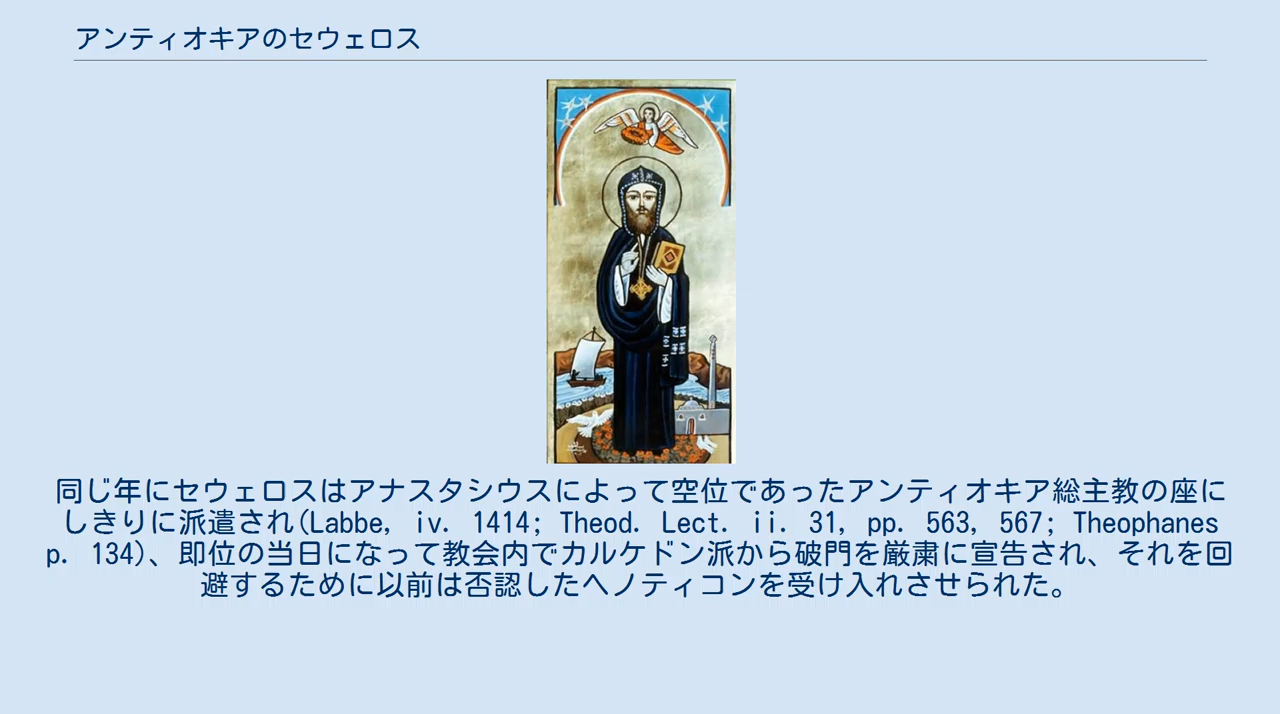 アンティオキアのセウェロス
同じ年にセウェロスはアナスタシウスによって空位であったアンティオキア総主教の座に
しきりに派遣され(Labbe, iv. 1414; Theod. Lect. ii. 31, pp. 563, 567; Theophanes
p. 134)、即位の当日になって教会内でカルケドン派から破門を厳粛に宣告され、それを回
避するために以前は否認したヘノティコンを受け入れさせられた。